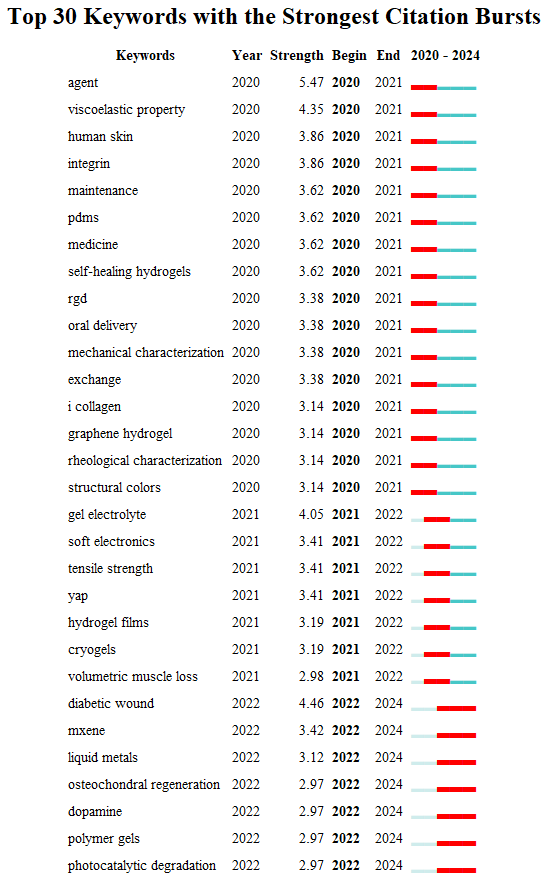 Top 30 Keywords with the Strongest Citation Bursts
Keywords Year Strength Begin End 2020 - 2024
agent 2020 5.47 2020 2021
viscoelastic property 2020 4.35 2020 2021
human skin 2020 3.86 2020 2021
integrin 2020 3.86 2020 2021
maintenance 2020 3.62 2020 2021
pdms 2020 3.62 2020 2021
medicine 2020 3.62 2020 2021
self-healing hydrogels 2020 3.62 2020 2021
rgd 2020 3.38 2020 2021
oral delivery 2020 3.38 2020 2021
mechanical characterization 2020 3.38 2020 2021
exchange 2020 3.38 2020 2021
i collagen 2020 3.14 2020 2021
graphene hydrogel 2020 3.14 2020 2021
rheological characterization 2020 3.14 2020 2021
structural colors 2020 3.14 2020 2021
gel electrolyte 2021 4.05 2021 2022
soft electronics 2021 3.41 2021 2022
tensile strength 2021 3.41 2021 2022
yap 2021 3.41 2021 2022
hydrogel films 2021 3.19 2021 2022
cryogels 2021 3.19 2021 2022
volumetric muscle loss 2021 2.98 2021 2022
diabetic wound 2022 4.46 2022 2024
mxene 2022 3.42 2022 2024
liquid metals 2022 3.12 2022 2024
osteochondral regeneration 2022 2.97 2022 2024
dopamine 2022 2.97 2022 2024
polymer gels 2022 2.97 2022 2024
photocatalytic degradation 2022 2.97 2022 2024